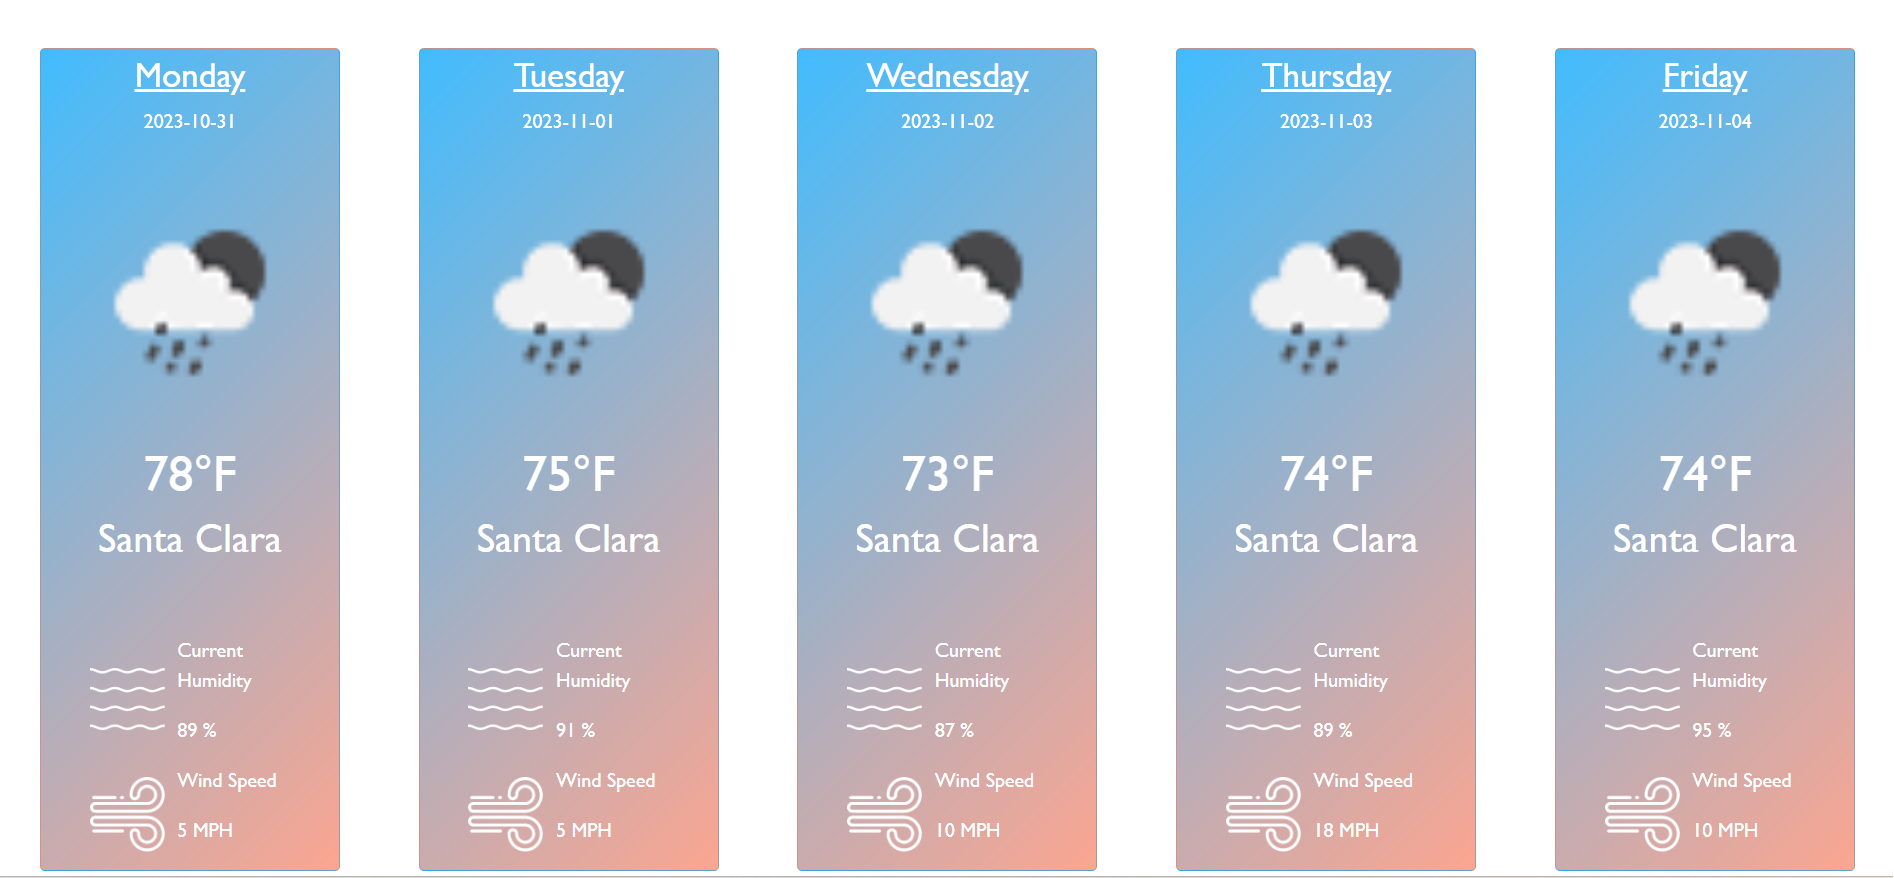 Monday
2023-10-31
78°F
Santa Clara
Current
Humidity
89 %
Wind Speed
5 MPH
Tuesday
2023-11-01
75°F
Santa Clara
Current
Humidity
91 %
Wind Speed
5 MPH
Wednesday
2023-11-02
73°F
Santa Clara
Current
Humidity
87 %
Wind Speed
10 MPH
Thursday
2023-11-03
74°F
Santa Clara
Current
Humidity
89 %
Wind Speed
18 MPH
Friday
2023-11-04
74°F
Santa Clara
Current
Humidity
95 %
Wind Speed
10 MPH